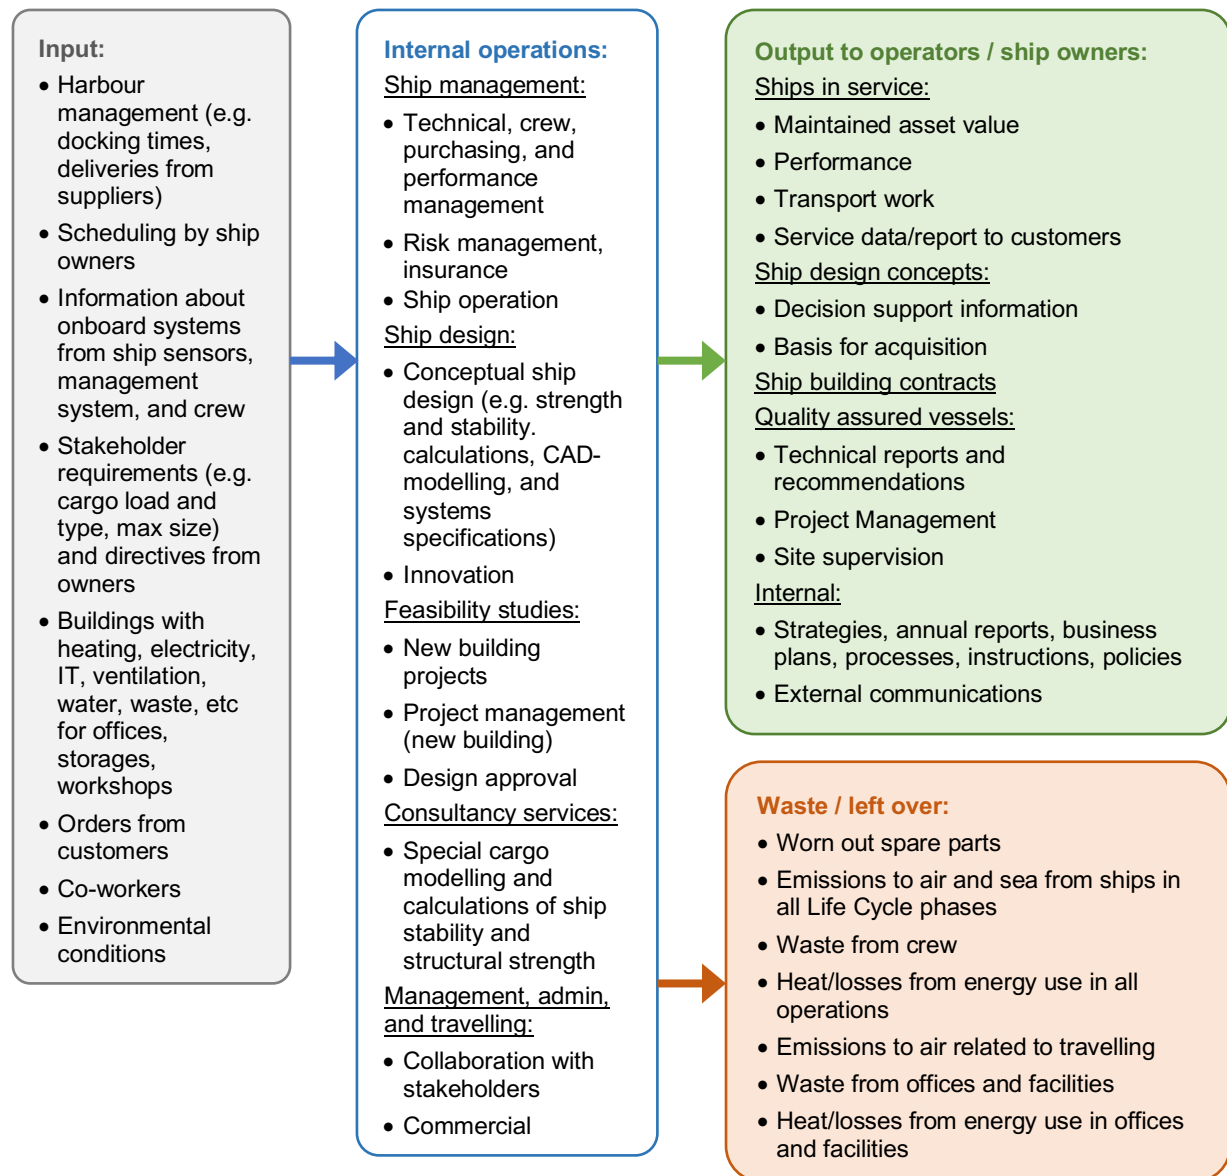 Input:
• Harbour
management (e.g.
docking times,
deliveries from
suppliers)
• Scheduling by ship
owners
• Information about
onboard systems
from ship sensors,
management
system, and crew
• Stakeholder
requirements (e.g.
cargo load and
type, max size)
and directives from
owners
• Buildings with
heating, electricity,
IT, ventilation,
water, waste, etc
for offices,
storages,
workshops
• Orders from
customers
• Co-workers
• Environmental
conditions
Internal operations:
Ship management:
• Technical, crew,
purchasing, and
performance
management
• Risk management,
insurance
• Ship operation
Ship design:
• Conceptual ship
design (e.g. strength
and stability.
calculations, CAD-
modelling, and
systems
specifications)
• Innovation
Feasibility studies:
• New building
projects
• Project management
(new building)
• Design approval
Consultancy services:
• Special cargo
modelling and
calculations of ship
stability and
structural strength
Management, admin,
and travelling:
• Collaboration with
stakeholders
• Commercial
Output to operators / ship owners:
Ships in service:
• Maintained asset value
• Performance
• Transport work
• Service data/report to customers
Ship design concepts:
• Decision support information
• Basis for acquisition
Ship building contracts
Quality assured vessels:
• Technical reports and
recommendations
• Project Management
• Site supervision
Internal:
• Strategies, annual reports, business
plans, processes, instructions, policies
• External communications
Waste / left over:
• Worn out spare parts
• Emissions to air and sea from ships in
all Life Cycle phases
• Waste from crew
• Heat/losses from energy use in all
operations
• Emissions to air related to travelling
• Waste from offices and facilities
• Heat/losses from energy use in offices
and facilities